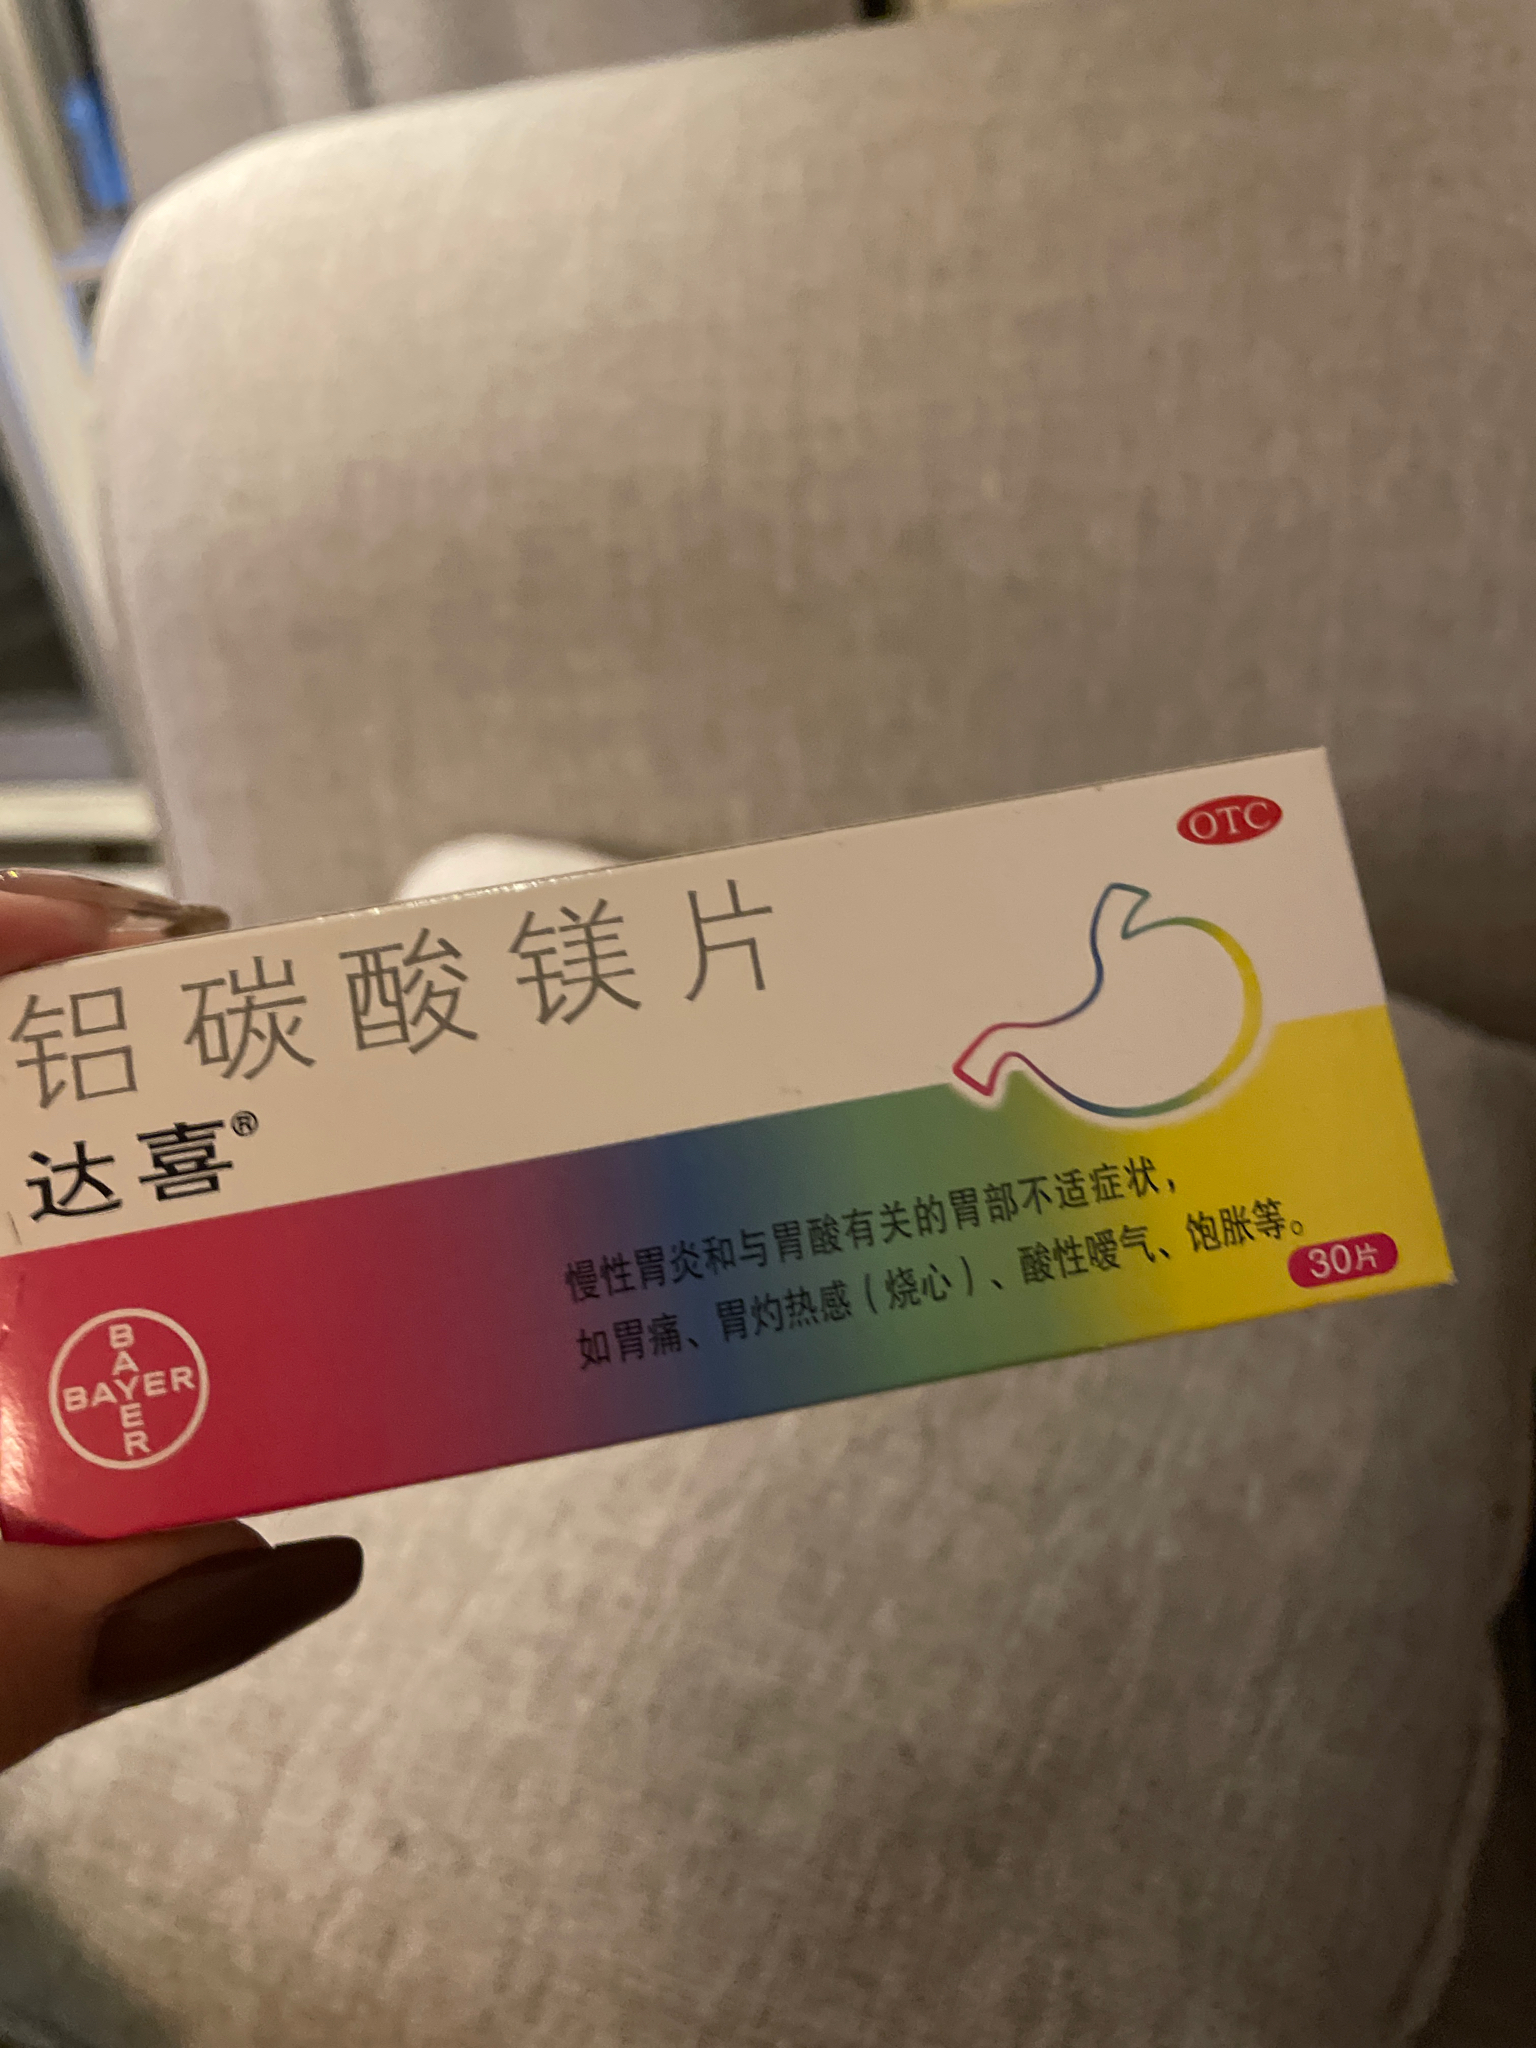 OTC
铝碳酸镁片
达喜®
慢性胃炎和与胃酸有关的胃部不适症状，
如胃痛、胃灼热感（烧心）、酸性嗳气、饱胀等。
30片
BAYER
BAYER